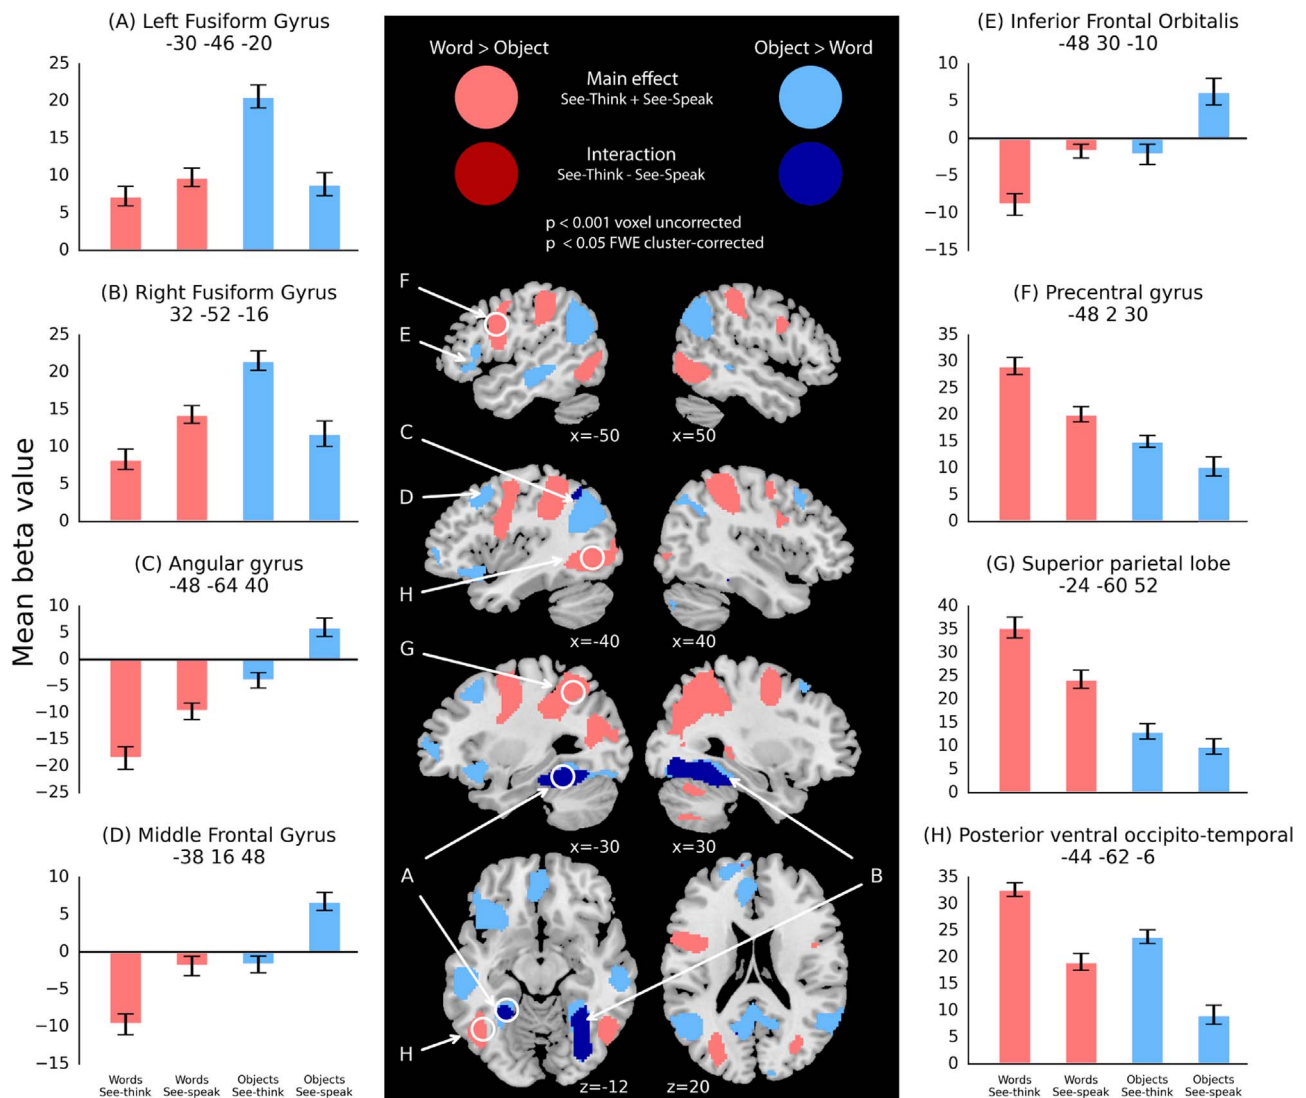 Mean beta value
(A) Left Fusiform Gyrus
-30 -46 -20
25
20
15
10
5
0
(B) Right Fusiform Gyrus
32 -52 -16
25
20
15
10
5
0
(C) Angular gyrus
-48 -64 40
10
5
0
−5
−10
−15
−20
−25
(D) Middle Frontal Gyrus
-38 16 48
10
5
0
−5
−10
−15
Words See-think
Words See-speak
Objects See-think
Objects See-speak
Word > Object
Object > Word
Main effect
See-Think + See-Speak
Interaction
See-Think - See-Speak
p < 0.001 voxel uncorrected
p < 0.05 FWE cluster-corrected
F
E
x=-50
x=50
C
D
H
x=-40
x=40
G
x=-30
x=30
A
B
H
z=-12
z=20
(E) Inferior Frontal Orbitalis
-48 30 -10
10
5
0
−5
−10
−15
(F) Precentral gyrus
-48 2 30
35
30
25
20
15
10
5
0
(G) Superior parietal lobe
-24 -60 52
40
35
30
25
20
15
10
5
0
(H) Posterior ventral occipito-temporal
-44 -62 -6
35
30
25
20
15
10
5
0
Words See-think
Words See-speak
Objects See-think
Objects See-speak